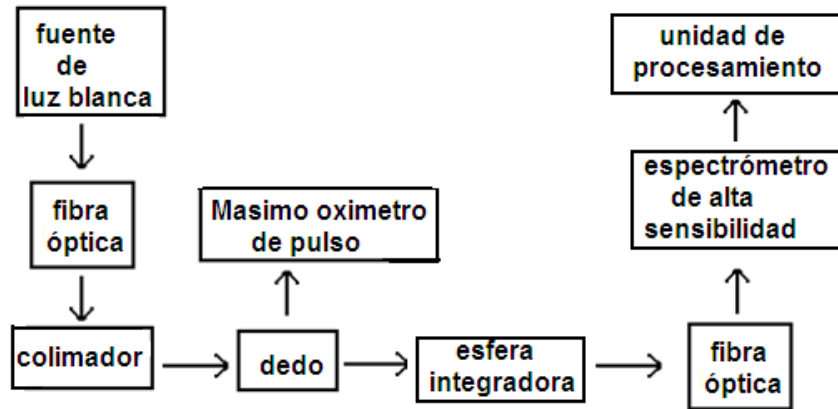 fuente
de
luz blanca
fibra
óptica
colimador
dedo
Masimo oximetro
de pulso
esfera
integradora
fibra
óptica
espectrómetro
de alta
sensibilidad
unidad de
procesamiento